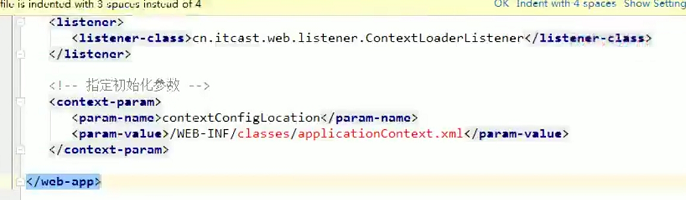 file is indented with 3 spaces instead of 4 OK Indent with 4 spaces Show Setting
<listener>
<listener-class>cn.itcast.web.listener.ContextLoaderListener</listener-class>
</listener>
<!-- 指定初始化参数 -->
<context-param>
<param-name>contextConfigLocation</param-name>
<param-value>/WEB-INF/classes/applicationContext.xml</param-value>
</context-param>
</web-app>